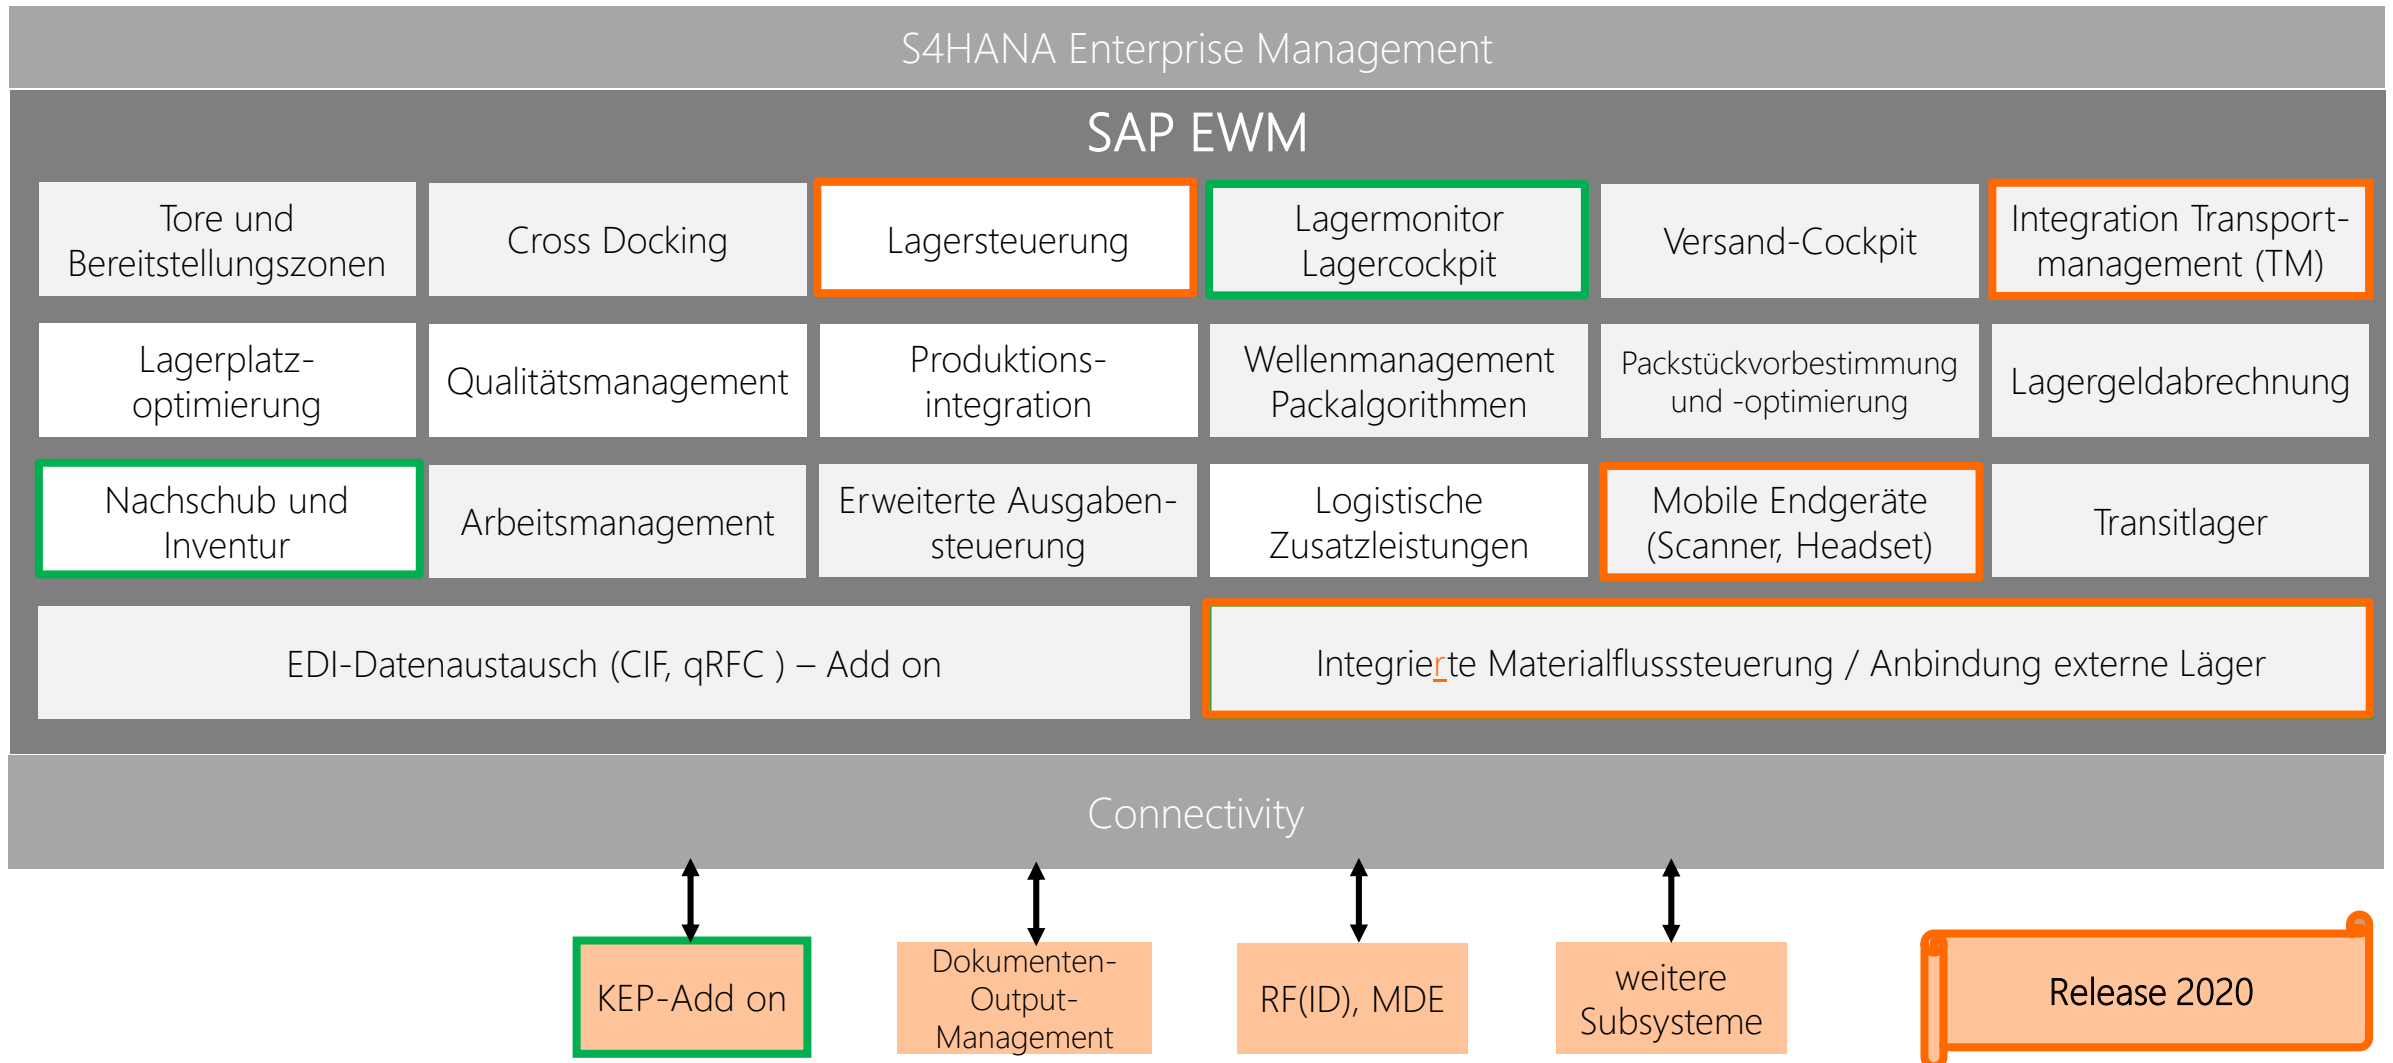 S4HANA Enterprise Management
SAP EWM
Tore und
Bereitstellungszonen
Cross Docking
Lagersteuerung
Lagermonitor
Lagercockpit
Versand-Cockpit
Integration Transport-
management (TM)
Lagerplatz-
optimierung
Qualitätsmanagement
Produktions-
integration
Wellenmanagement
Packalgorithmen
Packstückvorbestimmung
und -optimierung
Lagergeldabrechnung
Nachschub und
Inventur
Arbeitsmanagement
Erweiterte Ausgaben-
steuerung
Logistische
Zusatzleistungen
Mobile Endgeräte
(Scanner, Headset)
Transitlager
EDI-Datenaustausch (CIF, qRFC ) – Add on
Integrierte Materialflusssteuerung / Anbindung externe Läger
Connectivity
KEP-Add on
Dokumenten-
Output-
Management
RF(ID), MDE
weitere
Subsysteme
Release 2020